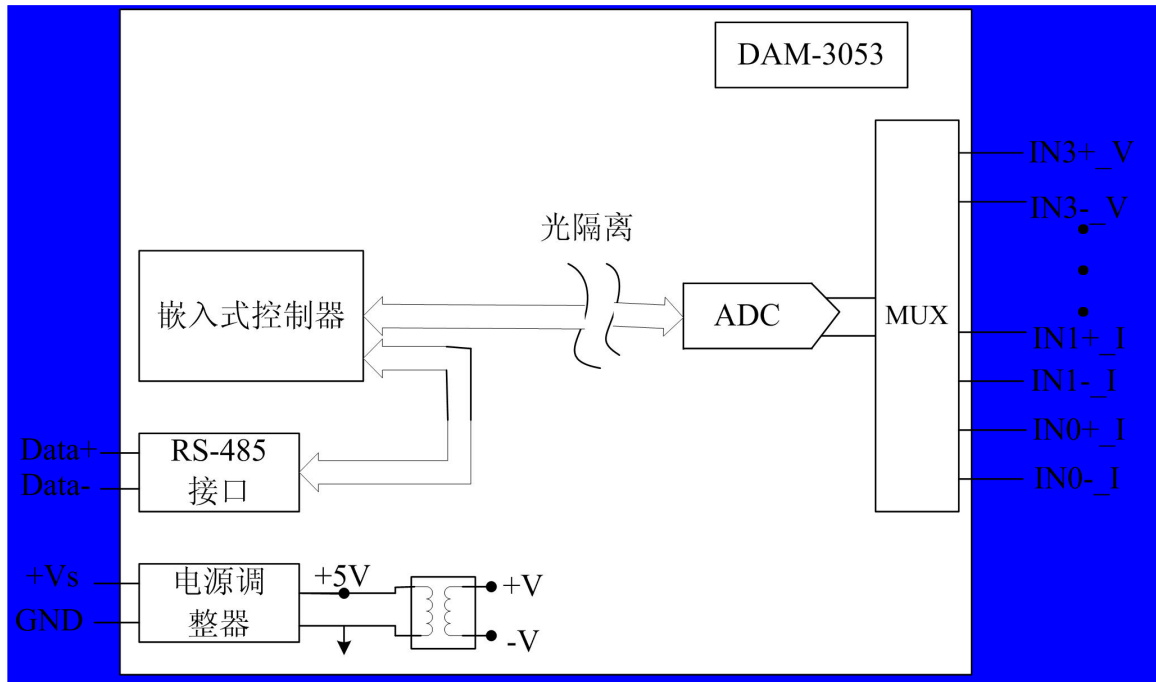 DAM-3053
IN3+_V
IN3-_V
光隔离
嵌入式控制器
ADC
MUX
IN1+_I
IN1-_I
IN0+_I
IN0-_I
Data+
Data-
RS-485
接口
+Vs
GND
电源调
整器
+5V
+V
-V